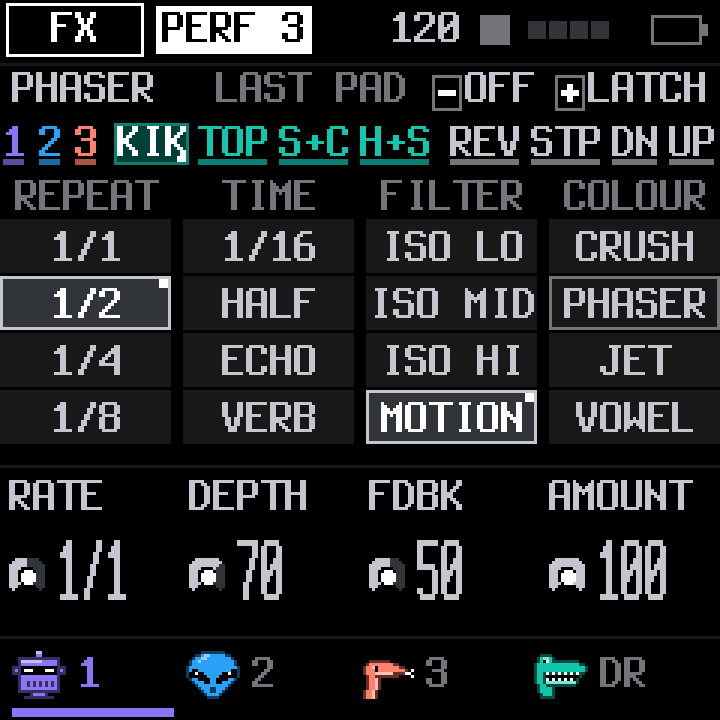 FX PERF 3 120
PHASER LAST PAD -OFF +LATCH
1 2 3 KIK TOP S+C H+S REV STP DN UP
REPEAT TIME FILTER COLOUR
1/1 1/16 ISO LO CRUSH
1/2 HALF ISO MID PHASER
1/4 ECHO ISO HI JET
1/8 VERB MOTION VOWEL
RATE DEPTH FDBK AMOUNT
1/1 70 50 100
1 2 3 DR